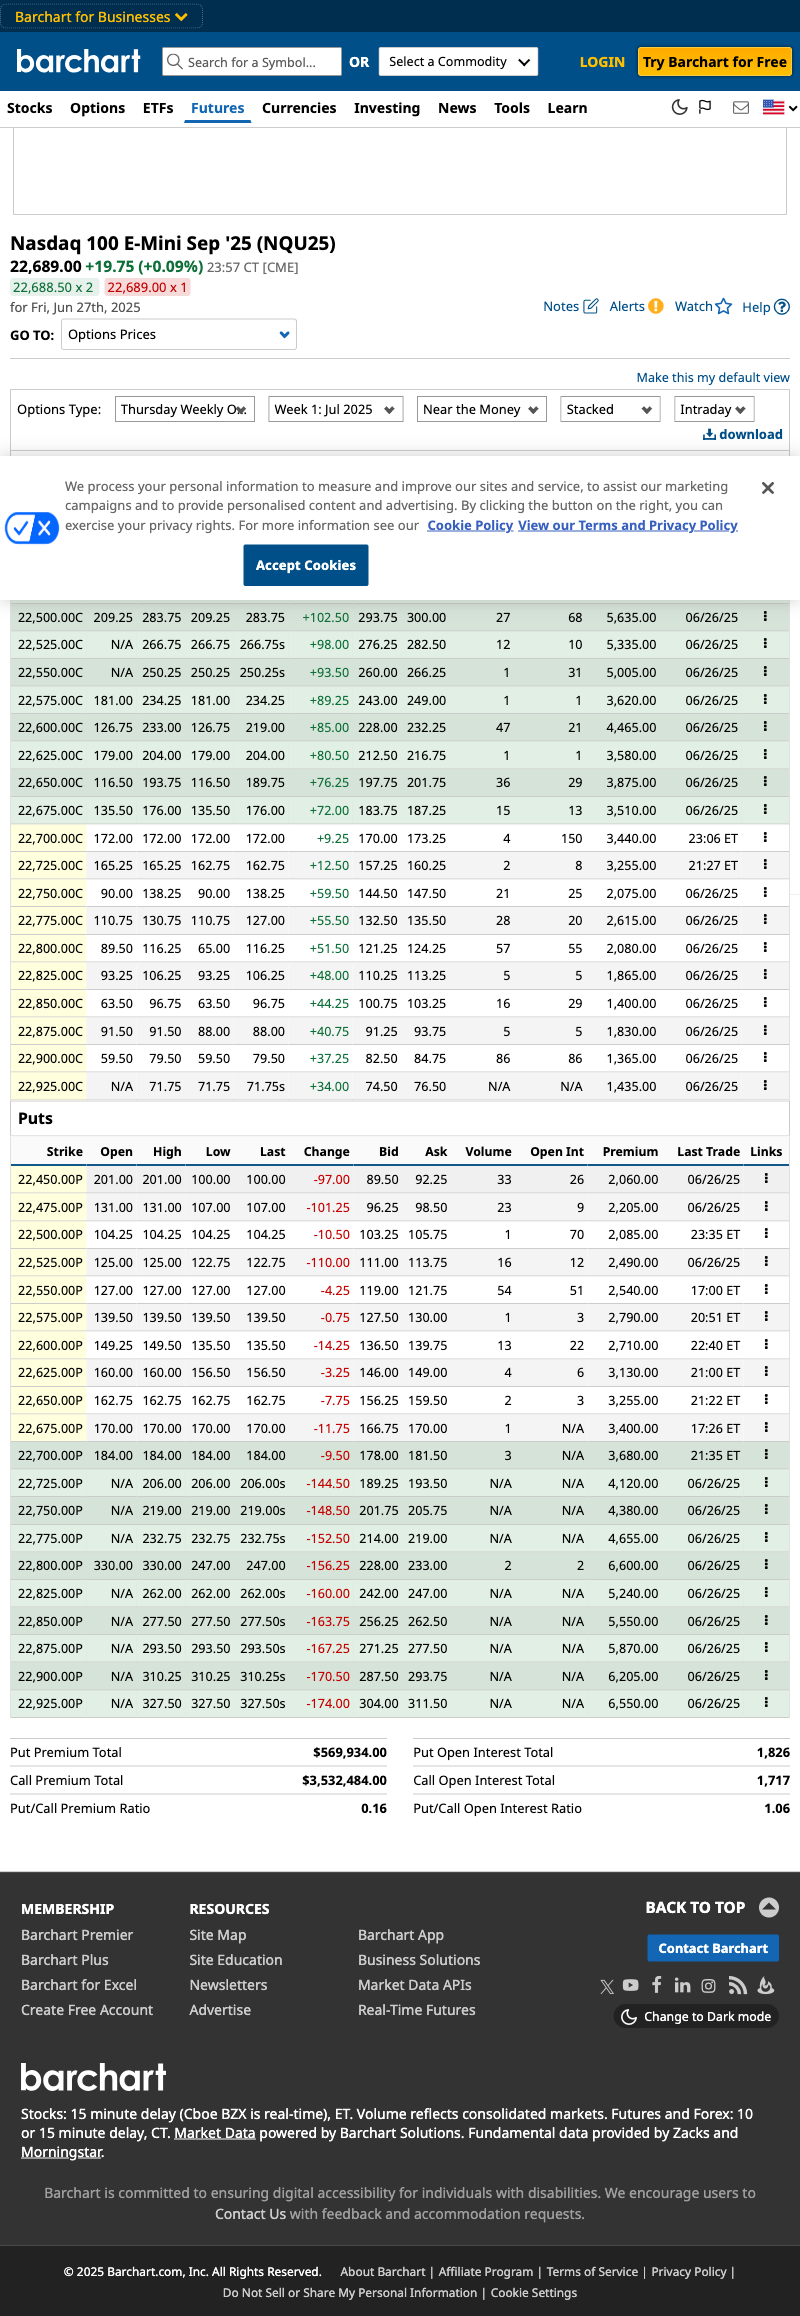 Barchart for Businesses
barchart Search for a Symbol... OR Select a Commodity LOGIN Try Barchart for Free
Stocks Options ETFs Futures Currencies Investing News Tools Learn
Nasdaq 100 E-Mini Sep '25 (NQU25)
22,689.00 +19.75 (+0.09%) 23:57 CT [CME]
22,688.50 x 2 22,689.00 x 1
for Fri, Jun 27th, 2025 Notes Alerts Watch Help
GO TO: Options Prices
Make this my default view
Options Type: Thursday Weekly O... Week 1: Jul 2025 Near the Money Stacked Intraday
download
We process your personal information to measure and improve our sites and service, to assist our marketing
campaigns and to provide personalised content and advertising. By clicking the button on the right, you can
exercise your privacy rights. For more information see our Cookie Policy View our Terms and Privacy Policy
Accept Cookies
22,500.00C 209.25 283.75 209.25 283.75 +102.50 293.75 300.00 27 68 5,635.00 06/26/25
22,525.00C N/A 266.75 266.75 266.75s +98.00 276.25 282.50 12 10 5,335.00 06/26/25
22,550.00C N/A 250.25 250.25 250.25s +93.50 260.00 266.25 1 31 5,005.00 06/26/25
22,575.00C 181.00 234.25 181.00 234.25 +89.25 243.00 249.00 1 1 3,620.00 06/26/25
22,600.00C 126.75 233.00 126.75 219.00 +85.00 228.00 232.25 47 21 4,465.00 06/26/25
22,625.00C 179.00 204.00 179.00 204.00 +80.50 212.50 216.75 1 1 3,580.00 06/26/25
22,650.00C 116.50 193.75 116.50 189.75 +76.25 197.75 201.75 36 29 3,875.00 06/26/25
22,675.00C 135.50 176.00 135.50 176.00 +72.00 183.75 187.25 15 13 3,510.00 06/26/25
22,700.00C 172.00 172.00 172.00 172.00 +9.25 170.00 173.25 4 150 3,440.00 23:06 ET
22,725.00C 165.25 165.25 162.75 162.75 +12.50 157.25 160.25 2 8 3,255.00 21:27 ET
22,750.00C 90.00 138.25 90.00 138.25 +59.50 144.50 147.50 21 25 2,075.00 06/26/25
22,775.00C 110.75 130.75 110.75 127.00 +55.50 132.50 135.50 28 20 2,615.00 06/26/25
22,800.00C 89.50 116.25 65.00 116.25 +51.50 121.25 124.25 57 55 2,080.00 06/26/25
22,825.00C 93.25 106.25 93.25 106.25 +48.00 110.25 113.25 5 5 1,865.00 06/26/25
22,850.00C 63.50 96.75 63.50 96.75 +44.25 100.75 103.25 16 29 1,400.00 06/26/25
22,875.00C 91.50 91.50 88.00 88.00 +40.75 91.25 93.75 5 5 1,830.00 06/26/25
22,900.00C 59.50 79.50 59.50 79.50 +37.25 82.50 84.75 86 86 1,365.00 06/26/25
22,925.00C N/A 71.75 71.75 71.75s +34.00 74.50 76.50 N/A N/A 1,435.00 06/26/25
Puts
Strike Open High Low Last Change Bid Ask Volume Open Int Premium Last Trade Links
22,450.00P 201.00 201.00 100.00 100.00 -97.00 89.50 92.25 33 26 2,060.00 06/26/25
22,475.00P 131.00 131.00 107.00 107.00 -101.25 96.25 98.50 23 9 2,205.00 06/26/25
22,500.00P 104.25 104.25 104.25 104.25 -10.50 103.25 105.75 1 70 2,085.00 23:35 ET
22,525.00P 125.00 125.00 122.75 122.75 -110.00 111.00 113.75 16 12 2,490.00 06/26/25
22,550.00P 127.00 127.00 127.00 127.00 -4.25 119.00 121.75 54 51 2,540.00 17:00 ET
22,575.00P 139.50 139.50 139.50 139.50 -0.75 127.50 130.00 1 3 2,790.00 20:51 ET
22,600.00P 149.25 149.50 135.50 135.50 -14.25 136.50 139.75 13 22 2,710.00 22:40 ET
22,625.00P 160.00 160.00 156.50 156.50 -3.25 146.00 149.00 4 6 3,130.00 21:00 ET
22,650.00P 162.75 162.75 162.75 162.75 -7.75 156.25 159.50 2 3 3,255.00 21:22 ET
22,675.00P 170.00 170.00 170.00 170.00 -11.75 166.75 170.00 1 N/A 3,400.00 17:26 ET
22,700.00P 184.00 184.00 184.00 184.00 -9.50 178.00 181.50 3 N/A 3,680.00 21:35 ET
22,725.00P N/A 206.00 206.00 206.00s -144.50 189.25 193.50 N/A N/A 4,120.00 06/26/25
22,750.00P N/A 219.00 219.00 219.00s -148.50 201.75 205.75 N/A N/A 4,380.00 06/26/25
22,775.00P N/A 232.75 232.75 232.75s -152.50 214.00 219.00 N/A N/A 4,655.00 06/26/25
22,800.00P 330.00 330.00 247.00 247.00 -156.25 228.00 233.00 2 2 6,600.00 06/26/25
22,825.00P N/A 262.00 262.00 262.00s -160.00 242.00 247.00 N/A N/A 5,240.00 06/26/25
22,850.00P N/A 277.50 277.50 277.50s -163.75 256.25 262.50 N/A N/A 5,550.00 06/26/25
22,875.00P N/A 293.50 293.50 293.50s -167.25 271.25 277.50 N/A N/A 5,870.00 06/26/25
22,900.00P N/A 310.25 310.25 310.25s -170.50 287.50 293.75 N/A N/A 6,205.00 06/26/25
22,925.00P N/A 327.50 327.50 327.50s -174.00 304.00 311.50 N/A N/A 6,550.00 06/26/25
Put Premium Total $569,934.00 Put Open Interest Total 1,826
Call Premium Total $3,532,484.00 Call Open Interest Total 1,717
Put/Call Premium Ratio 0.16 Put/Call Open Interest Ratio 1.06
MEMBERSHIP RESOURCES BACK TO TOP
Barchart Premier Site Map Barchart App
Contact Barchart
Barchart Plus Site Education Business Solutions
Barchart for Excel Newsletters Market Data APIs
Create Free Account Advertise Real-Time Futures
Change to Dark mode
barchart
Stocks: 15 minute delay (Cboe BZX is real-time), ET. Volume reflects consolidated markets. Futures and Forex: 10
or 15 minute delay, CT. Market Data powered by Barchart Solutions. Fundamental data provided by Zacks and
Morningstar.
Barchart is committed to ensuring digital accessibility for individuals with disabilities. We encourage users to
Contact Us with feedback and accommodation requests.
© 2025 Barchart.com, Inc. All Rights Reserved. About Barchart | Affiliate Program | Terms of Service | Privacy Policy |
Do Not Sell or Share My Personal Information | Cookie Settings